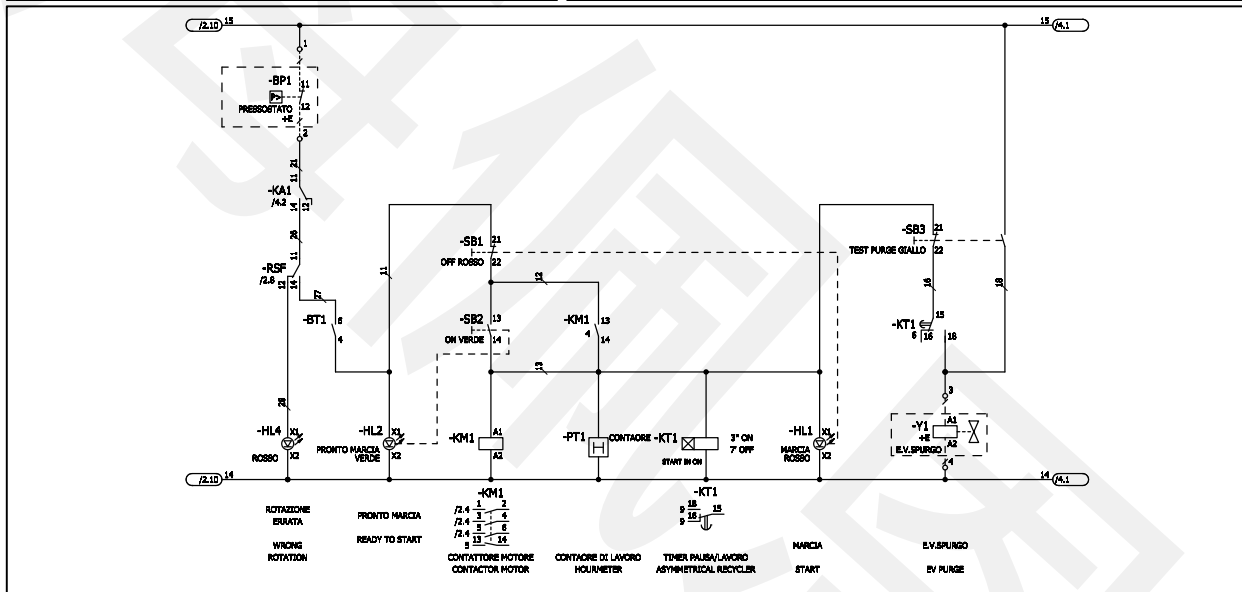 /2.10 15
15 /4.1
1
-BP1
11
P>
12
PRESSOSTATO
+E
2
21
11
-KA1
/4.2
14 12
26
11
-RSF
/2.8
12 14
27
-BT1
6
4
28
-HL4
X1
X2
ROSSO
11
-HL2
X1
X2
PRONTO MARCIA
VERDE
-SB1
21
22
OFF ROSSO
12
-SB2
13
14
ON VERDE
-KM1
13
4
14
13
-KM1
A1
A2
-PT1
CONTAORE
-KT1
3" ON
7' OFF
START IN ON
-HL1
X1
X2
MARCIA
ROSSO
-SB3
21
22
TEST PURGE GIALLO
16
18
-KT1
15
6 16 18
3
-Y1
+E
A1
A2
E.V.SPURGO
4
/2.10 14
14 /4.1
ROTAZIONE
ERRATA
WRONG
ROTATION
PRONTO MARCIA
READY TO START
-KM1
/2.4 1 2
/2.4 3 4
/2.4 5 6
5 13 14
CONTATTORE MOTORE
CONTACTOR MOTOR
CONTAORE DI LAVORO
HOURMETER
-KT1
9 18
9 16 15
TIMER PAUSA/LAVORO
ASYMMETRICAL RECYCLER
MARCIA
START
E.V.SPURGO
EV PURGE